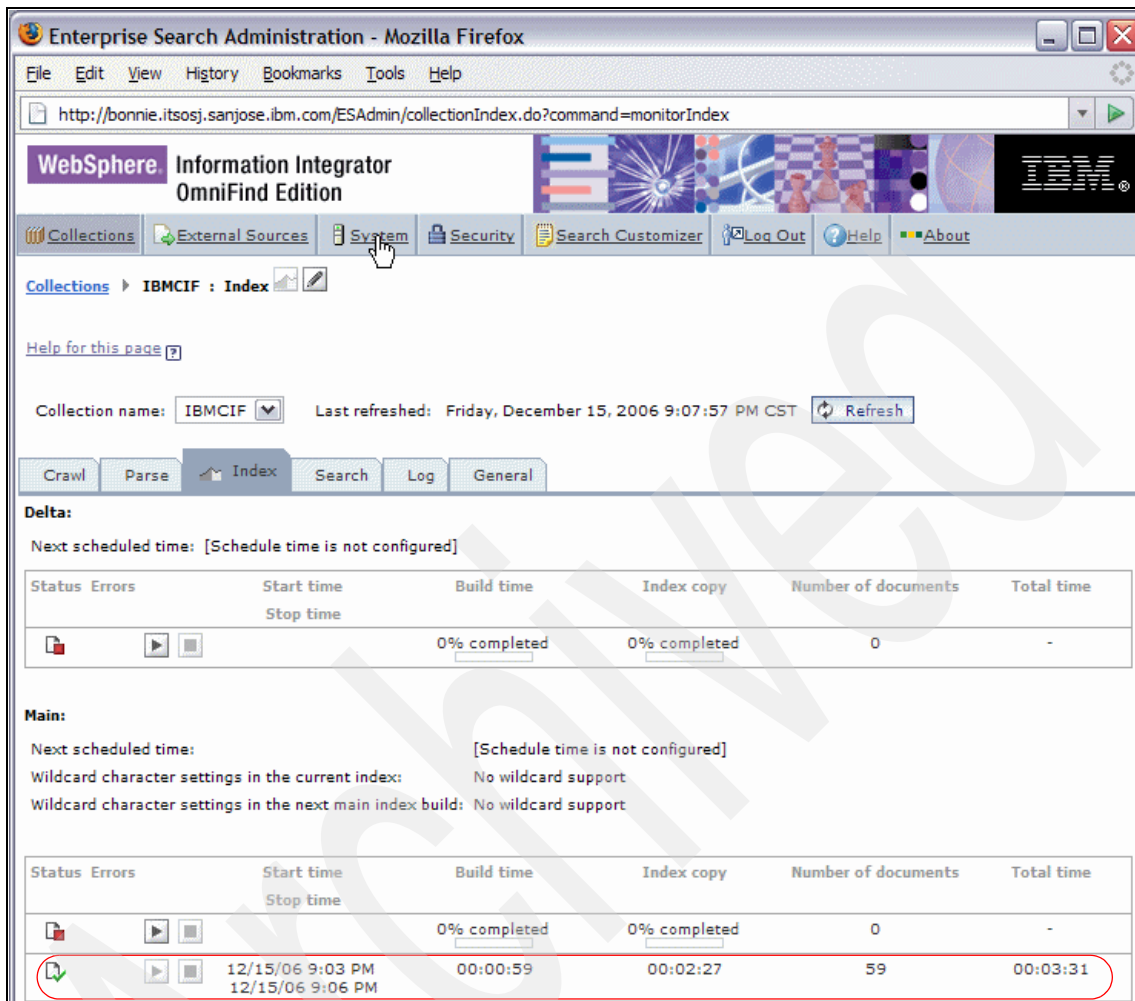 Enterprise Search Administration - Mozilla Firefox
File Edit View History Bookmarks Tools Help
http://bonnie.itsosj.sanjose.ibm.com/ESAdmin/collectionIndex.do?command=monitorIndex
WebSphere. Information Integrator
OmniFind Edition
IBM®
Collections External Sources System Security Search Customizer Log Out Help About
Collections IBMCIF : Index
Help for this page ?
Collection name: IBMCIF Last refreshed: Friday, December 15, 2006 9:07:57 PM CST Refresh
Crawl Parse Index Search Log General
Delta:
Next scheduled time: [Schedule time is not configured]
Status Errors Start time Build time Index copy Number of documents Total time
Stop time
0% completed 0% completed 0 -
Main:
Next scheduled time: [Schedule time is not configured]
Wildcard character settings in the current index: No wildcard support
Wildcard character settings in the next main index build: No wildcard support
Status Errors Start time Build time Index copy Number of documents Total time
Stop time
0% completed 0% completed 0 -
12/15/06 9:03 PM 00:00:59 00:02:27 59 00:03:31
12/15/06 9:06 PM
Archived